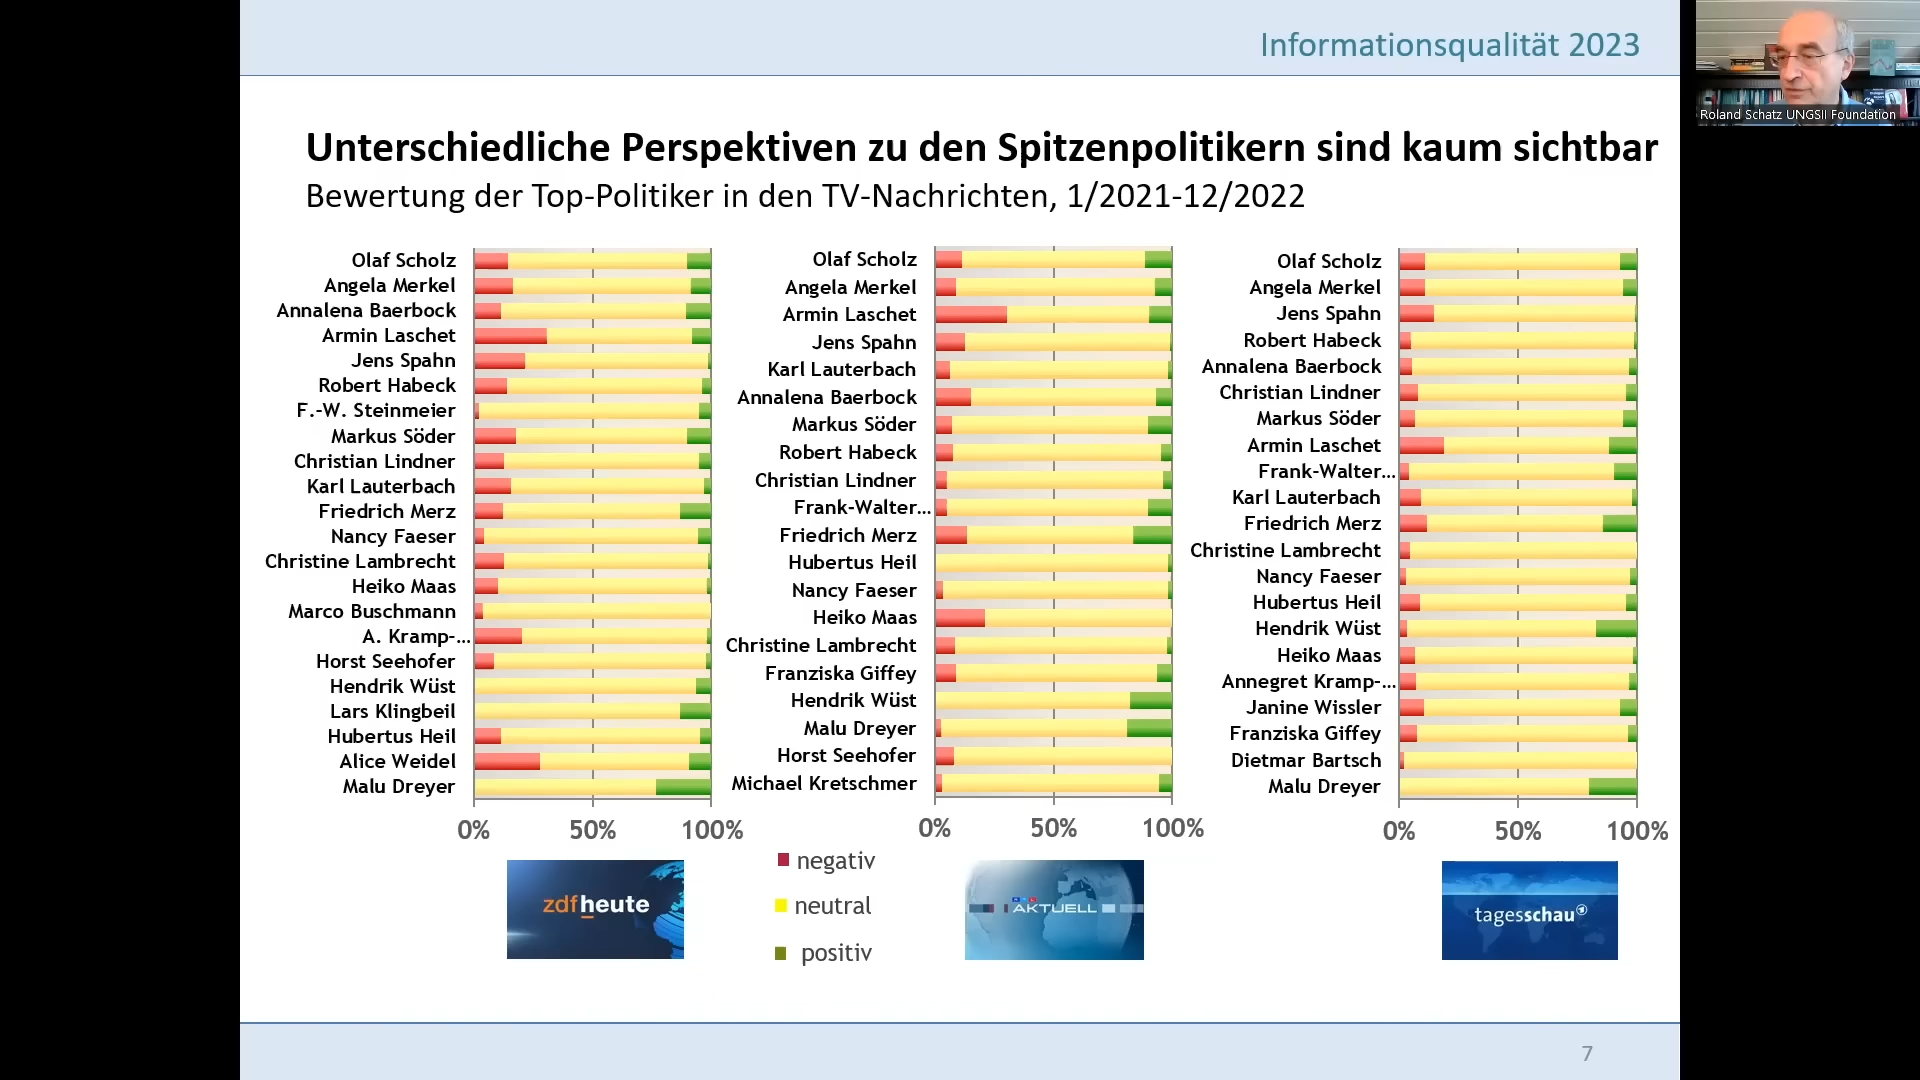 Informationsqualität 2023
Roland Schatz UNGSII Foundation
Unterschiedliche Perspektiven zu den Spitzenpolitikern sind kaum sichtbar
Bewertung der Top-Politiker in den TV-Nachrichten, 1/2021-12/2022
Olaf Scholz
Angela Merkel
Annalena Baerbock
Armin Laschet
Jens Spahn
Robert Habeck
F.-W. Steinmeier
Markus Söder
Christian Lindner
Karl Lauterbach
Friedrich Merz
Nancy Faeser
Christine Lambrecht
Heiko Maas
Marco Buschmann
A. Kramp-...
Horst Seehofer
Hendrik Wüst
Lars Klingbeil
Hubertus Heil
Alice Weidel
Malu Dreyer
0% 50% 100%
Olaf Scholz
Angela Merkel
Armin Laschet
Jens Spahn
Karl Lauterbach
Annalena Baerbock
Markus Söder
Robert Habeck
Christian Lindner
Frank-Walter...
Friedrich Merz
Hubertus Heil
Nancy Faeser
Heiko Maas
Christine Lambrecht
Franziska Giffey
Hendrik Wüst
Malu Dreyer
Horst Seehofer
Michael Kretschmer
0% 50% 100%
Olaf Scholz
Angela Merkel
Jens Spahn
Robert Habeck
Annalena Baerbock
Christian Lindner
Markus Söder
Armin Laschet
Frank-Walter...
Karl Lauterbach
Friedrich Merz
Christine Lambrecht
Nancy Faeser
Hubertus Heil
Hendrik Wüst
Heiko Maas
Annegret Kramp-...
Janine Wissler
Franziska Giffey
Dietmar Bartsch
Malu Dreyer
0% 50% 100%
negativ
neutral
positiv
zdfheute
AKTUELL
tagesschau
7